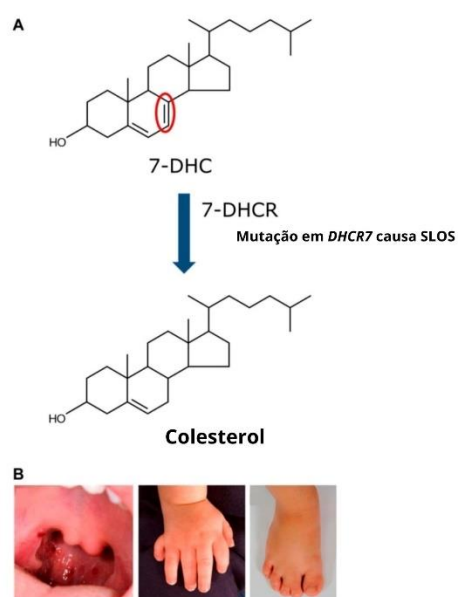 A
HO
7-DHC
7-DHCR
Mutação em DHCR7 causa SLOS
HO
Colesterol
B